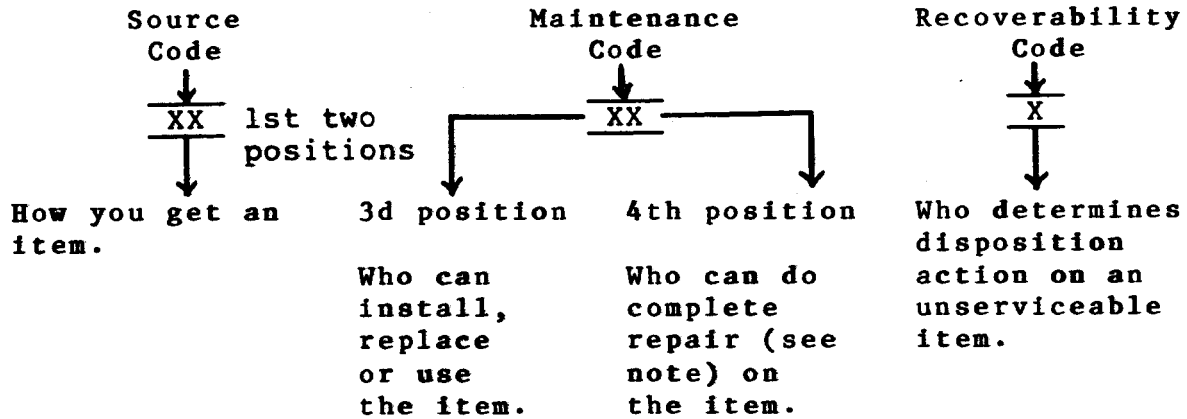 Source
Code
XX
1st two
positions
How you get an
item.
Maintenance
Code
XX
3d position
Who can
install,
replace
or use
the item.
4th position
Who can do
complete
repair (see
note) on
the item.
Recoverability
Code
X
Who determines
disposition
action on an
unserviceable
item.